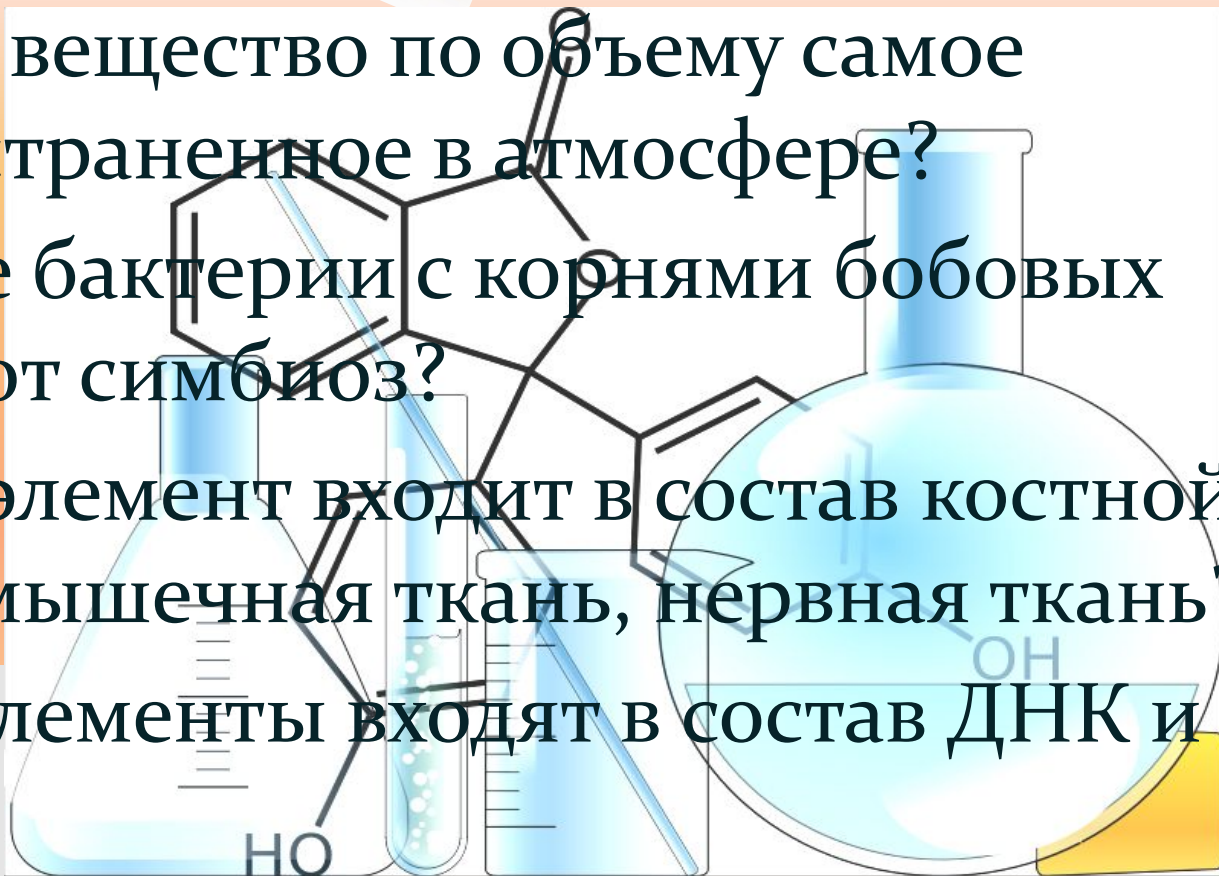 вещество по объему самое
траненное в атмосфере?
е бактерии с корнями бобовых
от симбиоз?
элемент входит в состав костной
мышечная ткань, нервная ткань
лементы входят в состав ДНК и
O
O
OH
HO